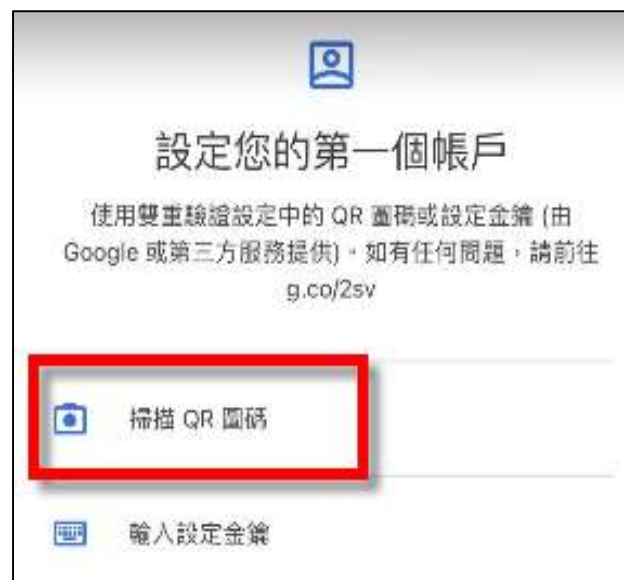 設定您的第一個帳戶
使用雙重驗證設定中的 QR 圖碼或設定金鑰 (由
Google 或第三方服務提供)。如有任何問題，請前往
g.co/2sv
掃描 QR 圖碼
輸入設定金鑰